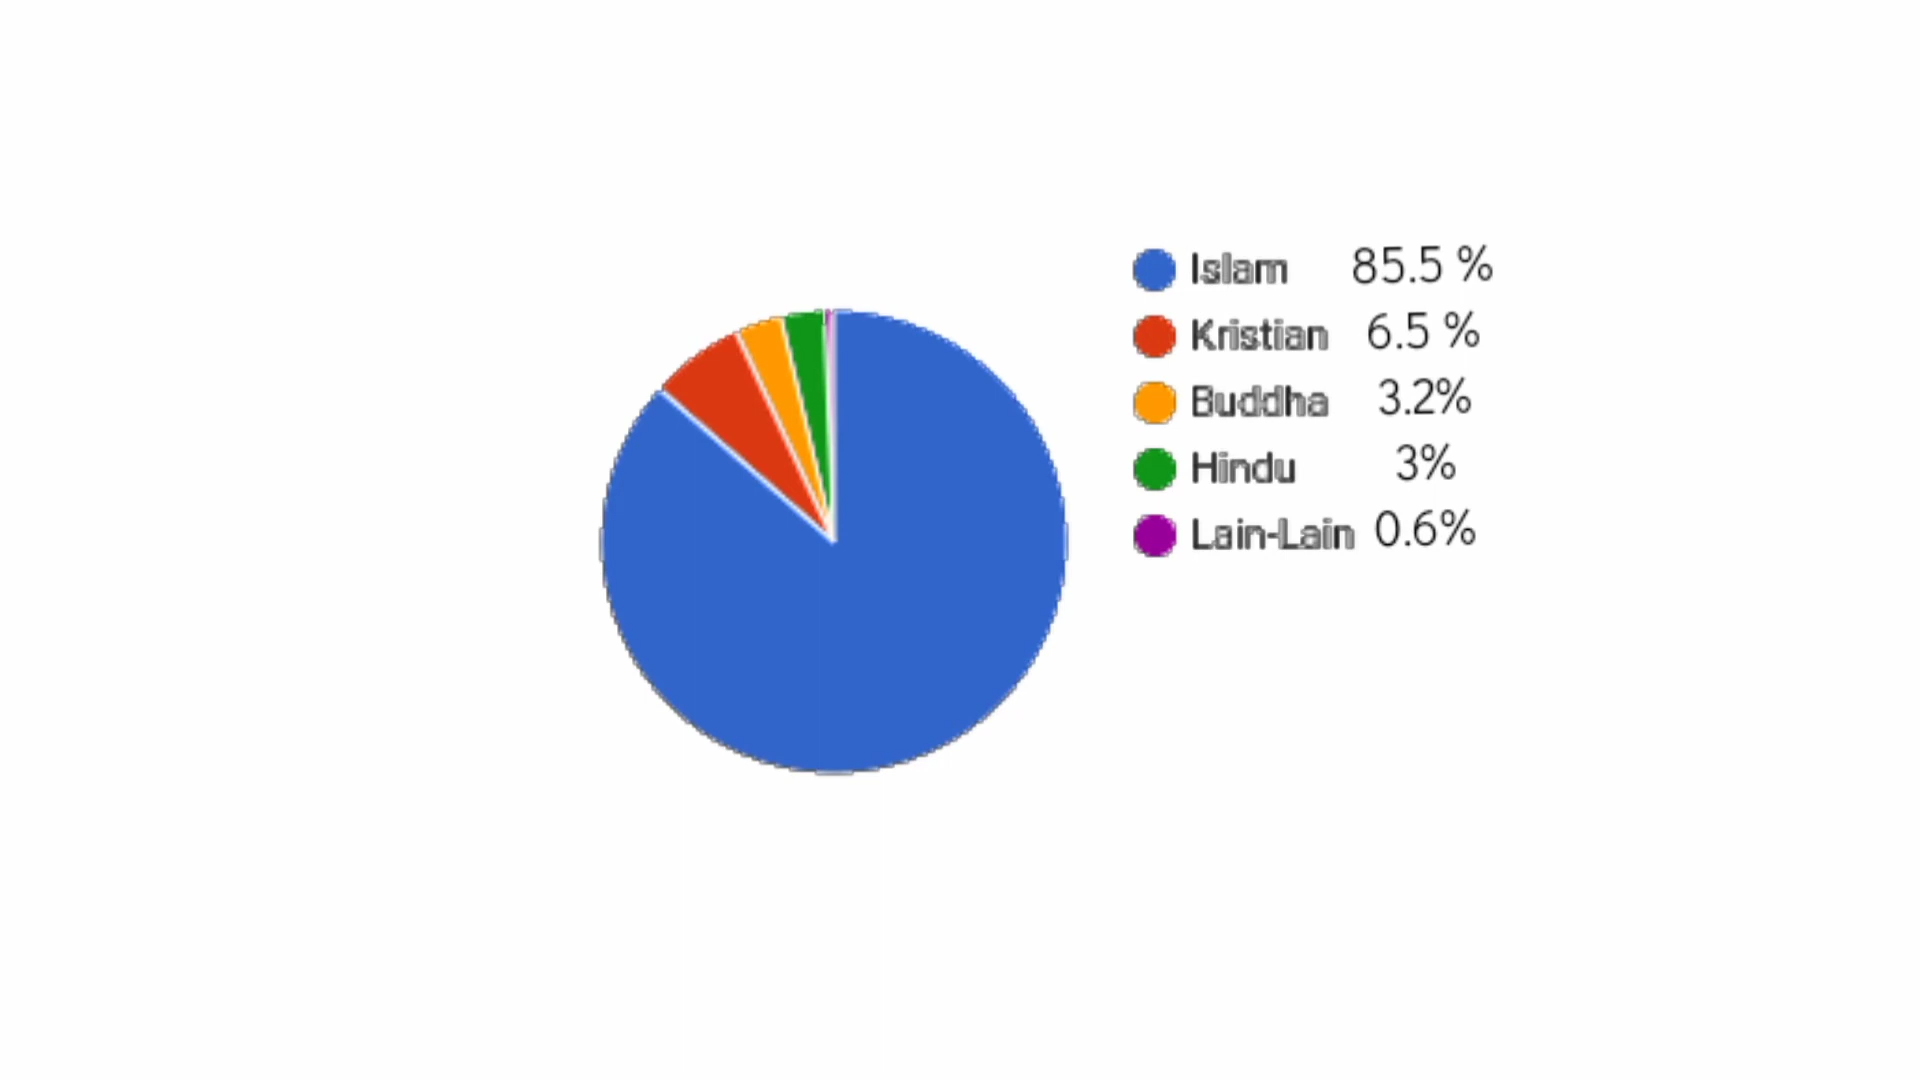 Islam 85.5 %
Kristian 6.5 %
Buddha 3.2%
Hindu 3%
Lain-Lain 0.6%